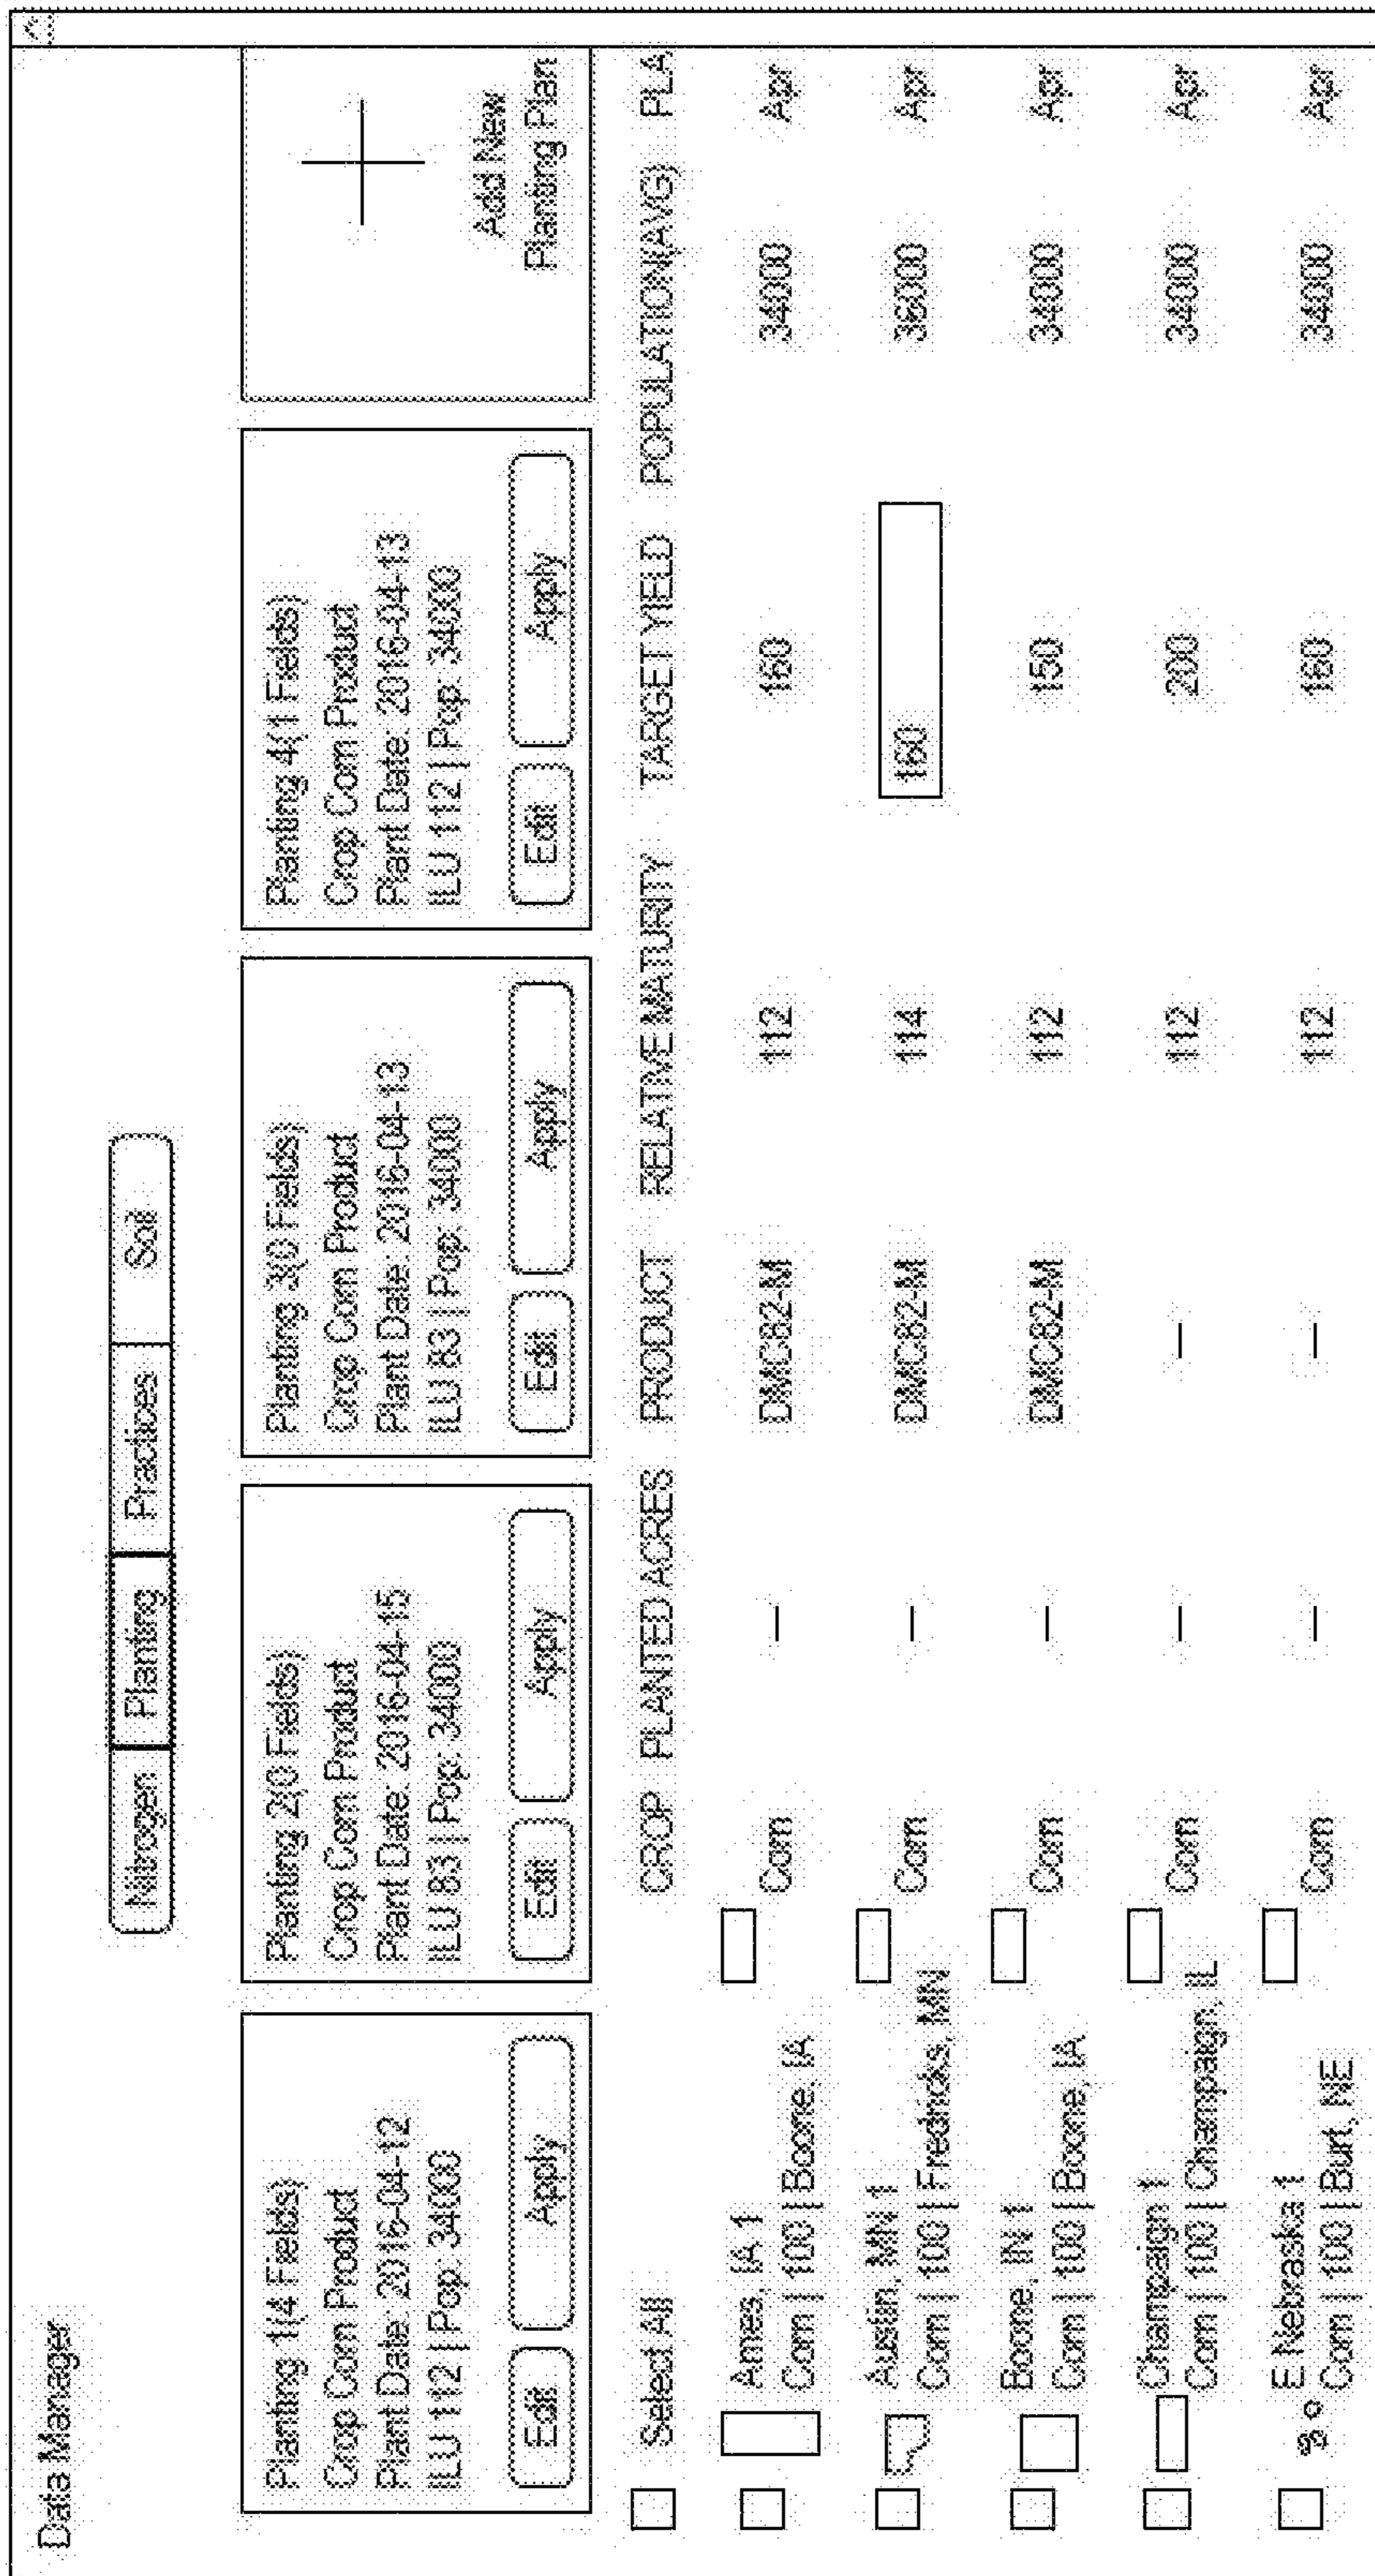 Data Manager
Nitrogen Planting Practices Soil
Planting 1(4 Fields)
Crop Corn Product
Plant Date: 2016-04-12
ILU 112 | Pop: 34000
Edit Apply
Planting 2(0 Fields)
Crop Corn Product
Plant Date: 2016-04-15
ILU 83 | Pop: 34000
Edit Apply
Planting 3(0 Fields)
Crop Corn Product
Plant Date: 2016-04-13
ILU 83 | Pop: 34000
Edit Apply
Planting 4(1 Fields)
Crop Corn Product
Plant Date: 2016-04-13
ILU 112 | Pop: 34000
Edit Apply
Add New
Planting Plan
Select All CROP PLANTED ACRES PRODUCT RELATIVE MATURITY TARGET YIELD POPULATION(AVG) PLA
Ames, IA 1
Corn | 100 | Boone, IA Corn — DMC82-M 112 160 34000 Apr
Austin, MN 1
Corn | 100 | Fredricks, MN Corn — DMC82-M 114 160 36000 Apr
Boone, IN 1
Corn | 100 | Boone, IA Corn — DMC82-M 112 150 34000 Apr
Champaign 1
Corn | 100 | Champaign, IL Corn — — 112 200 34000 Apr
E Nebraska 1
Corn | 100 | Burt, NE Corn — — 112 160 34000 Apr